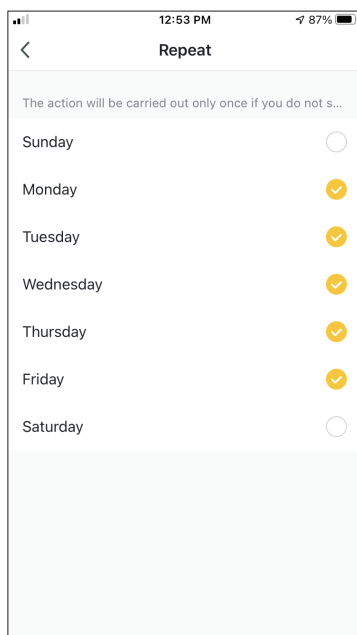 12:53 PM
87%
Repeat
The action will be carried out only once if you do not s...
Sunday
Monday
Tuesday
Wednesday
Thursday
Friday
Saturday